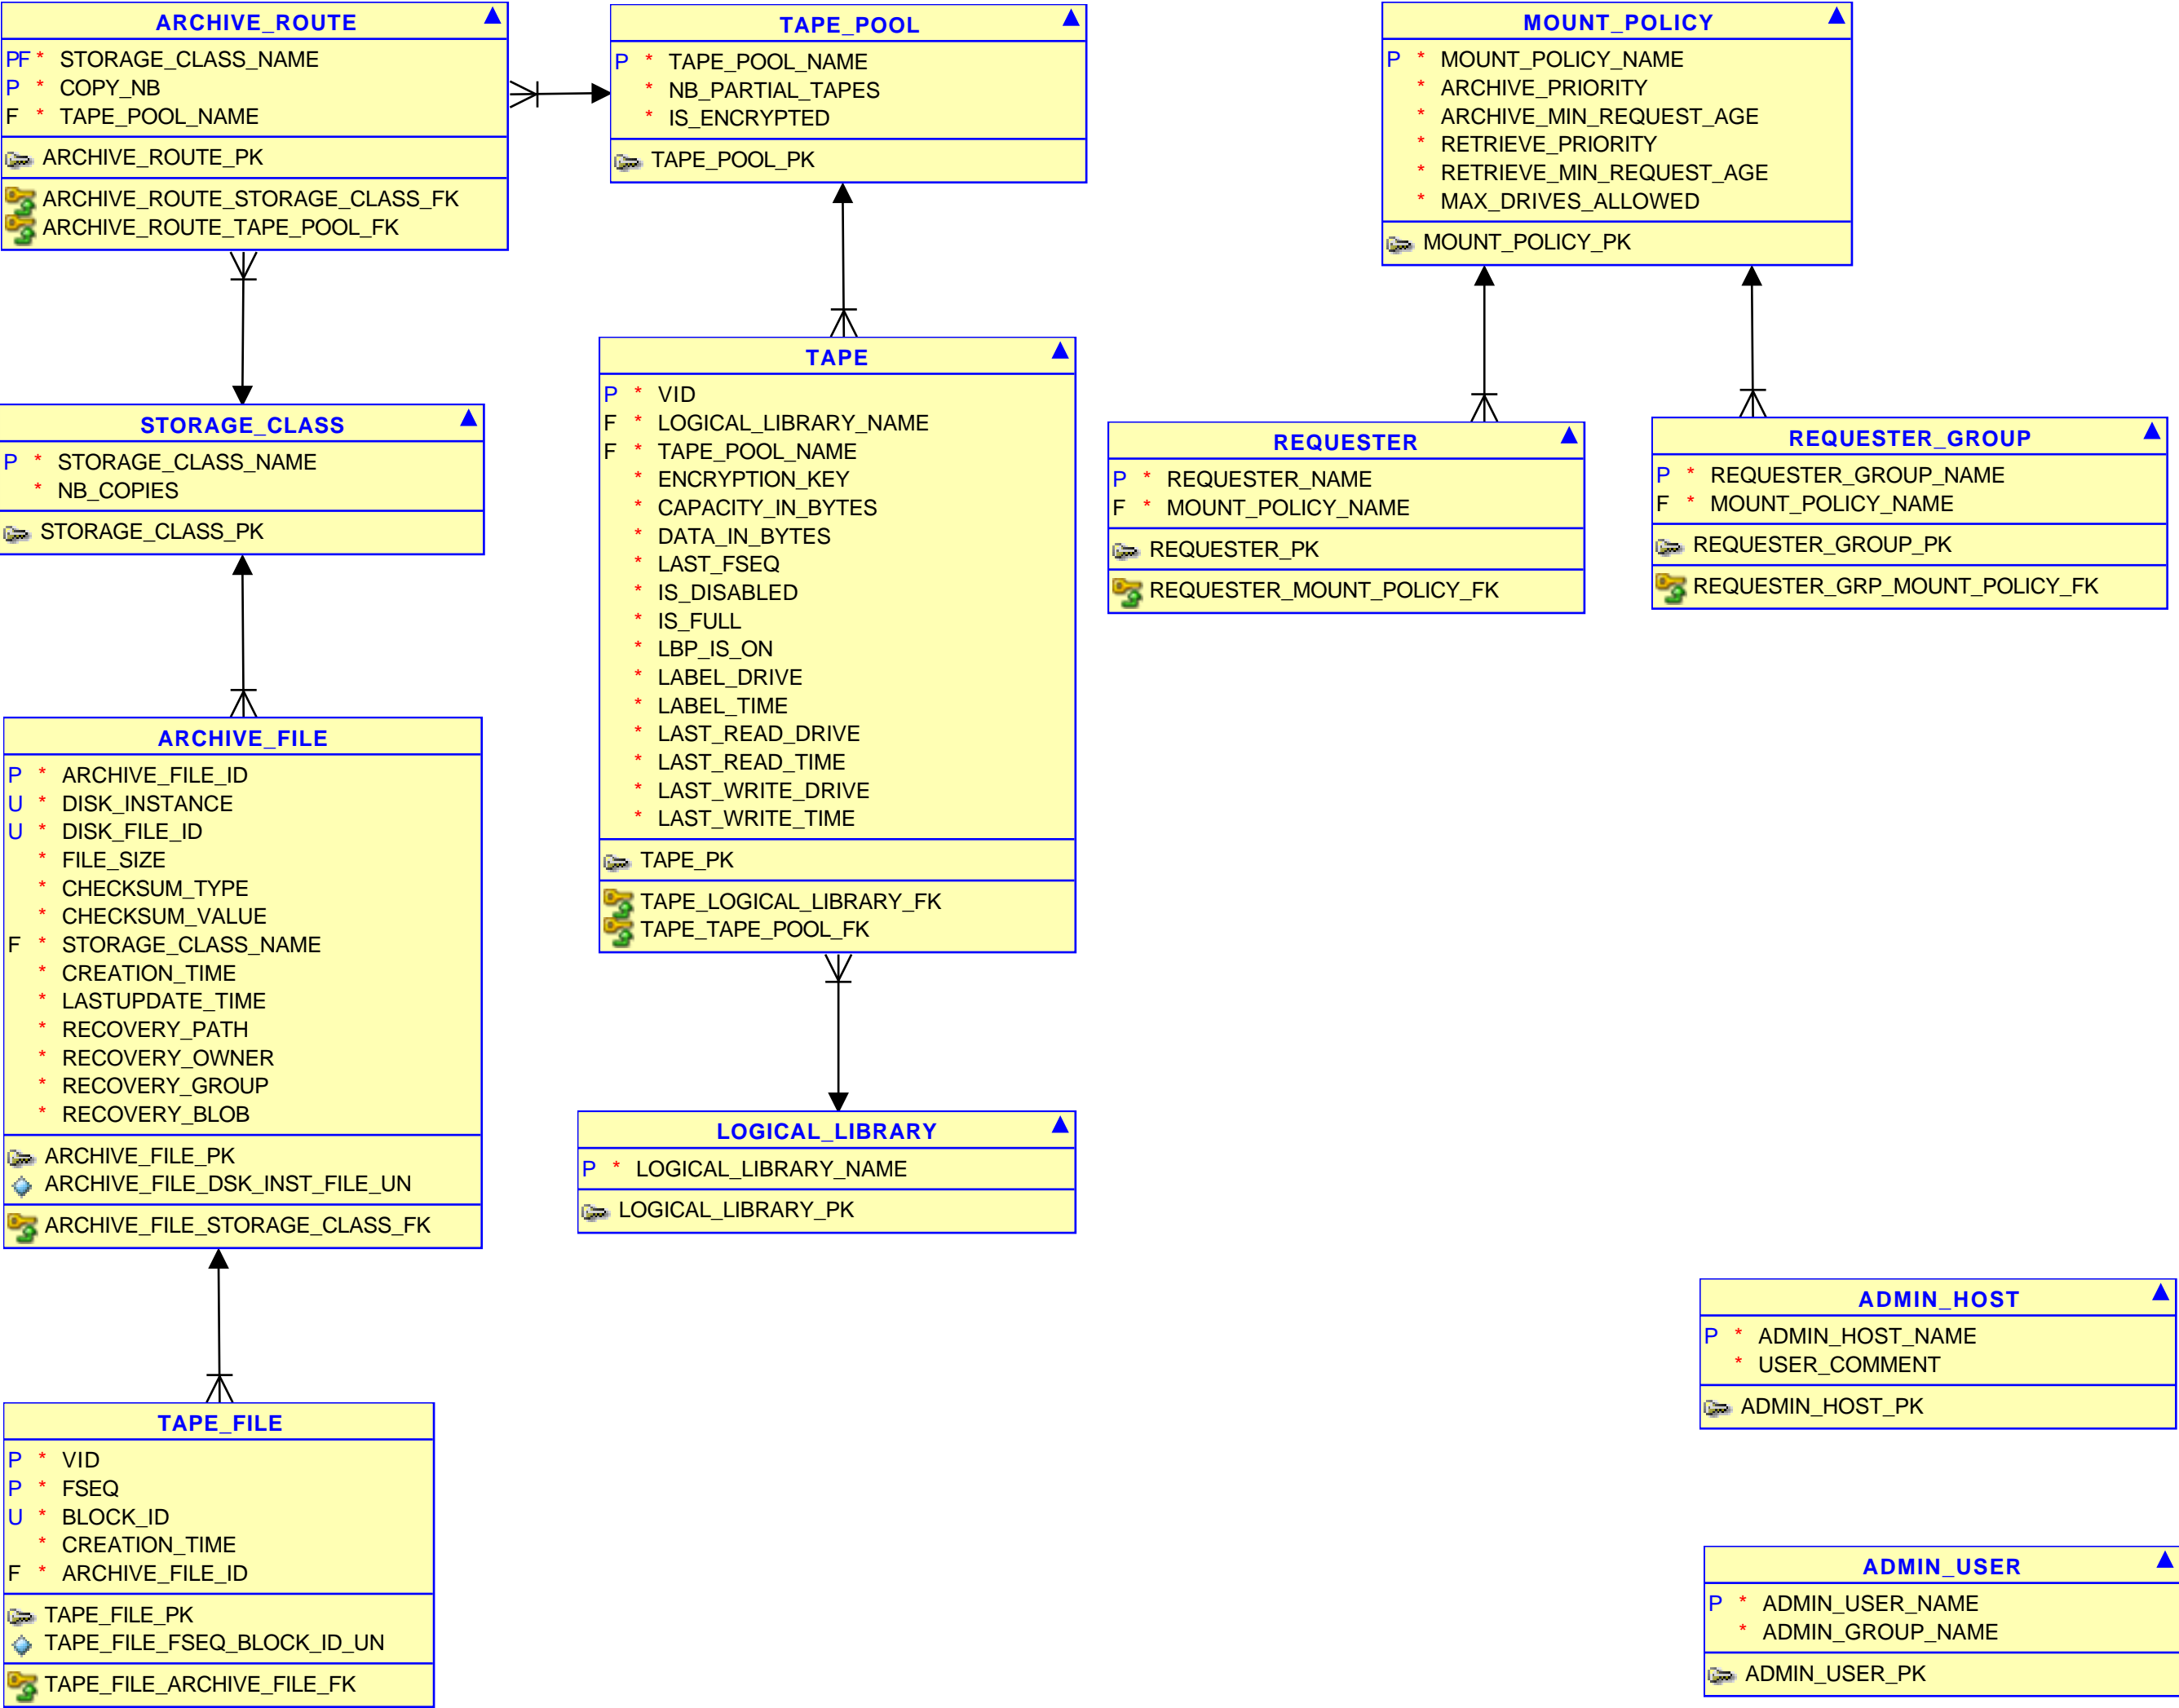 ARCHIVE_ROUTE
PF * STORAGE_CLASS_NAME
P * COPY_NB
F * TAPE_POOL_NAME
ARCHIVE_ROUTE_PK
ARCHIVE_ROUTE_STORAGE_CLASS_FK
ARCHIVE_ROUTE_TAPE_POOL_FK
TAPE_POOL
P * TAPE_POOL_NAME
* NB_PARTIAL_TAPES
* IS_ENCRYPTED
TAPE_POOL_PK
MOUNT_POLICY
P * MOUNT_POLICY_NAME
* ARCHIVE_PRIORITY
* ARCHIVE_MIN_REQUEST_AGE
* RETRIEVE_PRIORITY
* RETRIEVE_MIN_REQUEST_AGE
* MAX_DRIVES_ALLOWED
MOUNT_POLICY_PK
STORAGE_CLASS
P * STORAGE_CLASS_NAME
* NB_COPIES
STORAGE_CLASS_PK
TAPE
P * VID
F * LOGICAL_LIBRARY_NAME
F * TAPE_POOL_NAME
* ENCRYPTION_KEY
* CAPACITY_IN_BYTES
* DATA_IN_BYTES
* LAST_FSEQ
* IS_DISABLED
* IS_FULL
* LBP_IS_ON
* LABEL_DRIVE
* LABEL_TIME
* LAST_READ_DRIVE
* LAST_READ_TIME
* LAST_WRITE_DRIVE
* LAST_WRITE_TIME
TAPE_PK
TAPE_LOGICAL_LIBRARY_FK
TAPE_TAPE_POOL_FK
REQUESTER
P * REQUESTER_NAME
F * MOUNT_POLICY_NAME
REQUESTER_PK
REQUESTER_MOUNT_POLICY_FK
REQUESTER_GROUP
P * REQUESTER_GROUP_NAME
F * MOUNT_POLICY_NAME
REQUESTER_GROUP_PK
REQUESTER_GRP_MOUNT_POLICY_FK
ARCHIVE_FILE
P * ARCHIVE_FILE_ID
U * DISK_INSTANCE
U * DISK_FILE_ID
* FILE_SIZE
* CHECKSUM_TYPE
* CHECKSUM_VALUE
F * STORAGE_CLASS_NAME
* CREATION_TIME
* LASTUPDATE_TIME
* RECOVERY_PATH
* RECOVERY_OWNER
* RECOVERY_GROUP
* RECOVERY_BLOB
ARCHIVE_FILE_PK
ARCHIVE_FILE_DSK_INST_FILE_UN
ARCHIVE_FILE_STORAGE_CLASS_FK
LOGICAL_LIBRARY
P * LOGICAL_LIBRARY_NAME
LOGICAL_LIBRARY_PK
TAPE_FILE
P * VID
P * FSEQ
U * BLOCK_ID
* CREATION_TIME
F * ARCHIVE_FILE_ID
TAPE_FILE_PK
TAPE_FILE_FSEQ_BLOCK_ID_UN
TAPE_FILE_ARCHIVE_FILE_FK
ADMIN_HOST
P * ADMIN_HOST_NAME
* USER_COMMENT
ADMIN_HOST_PK
ADMIN_USER
P * ADMIN_USER_NAME
* ADMIN_GROUP_NAME
ADMIN_USER_PK